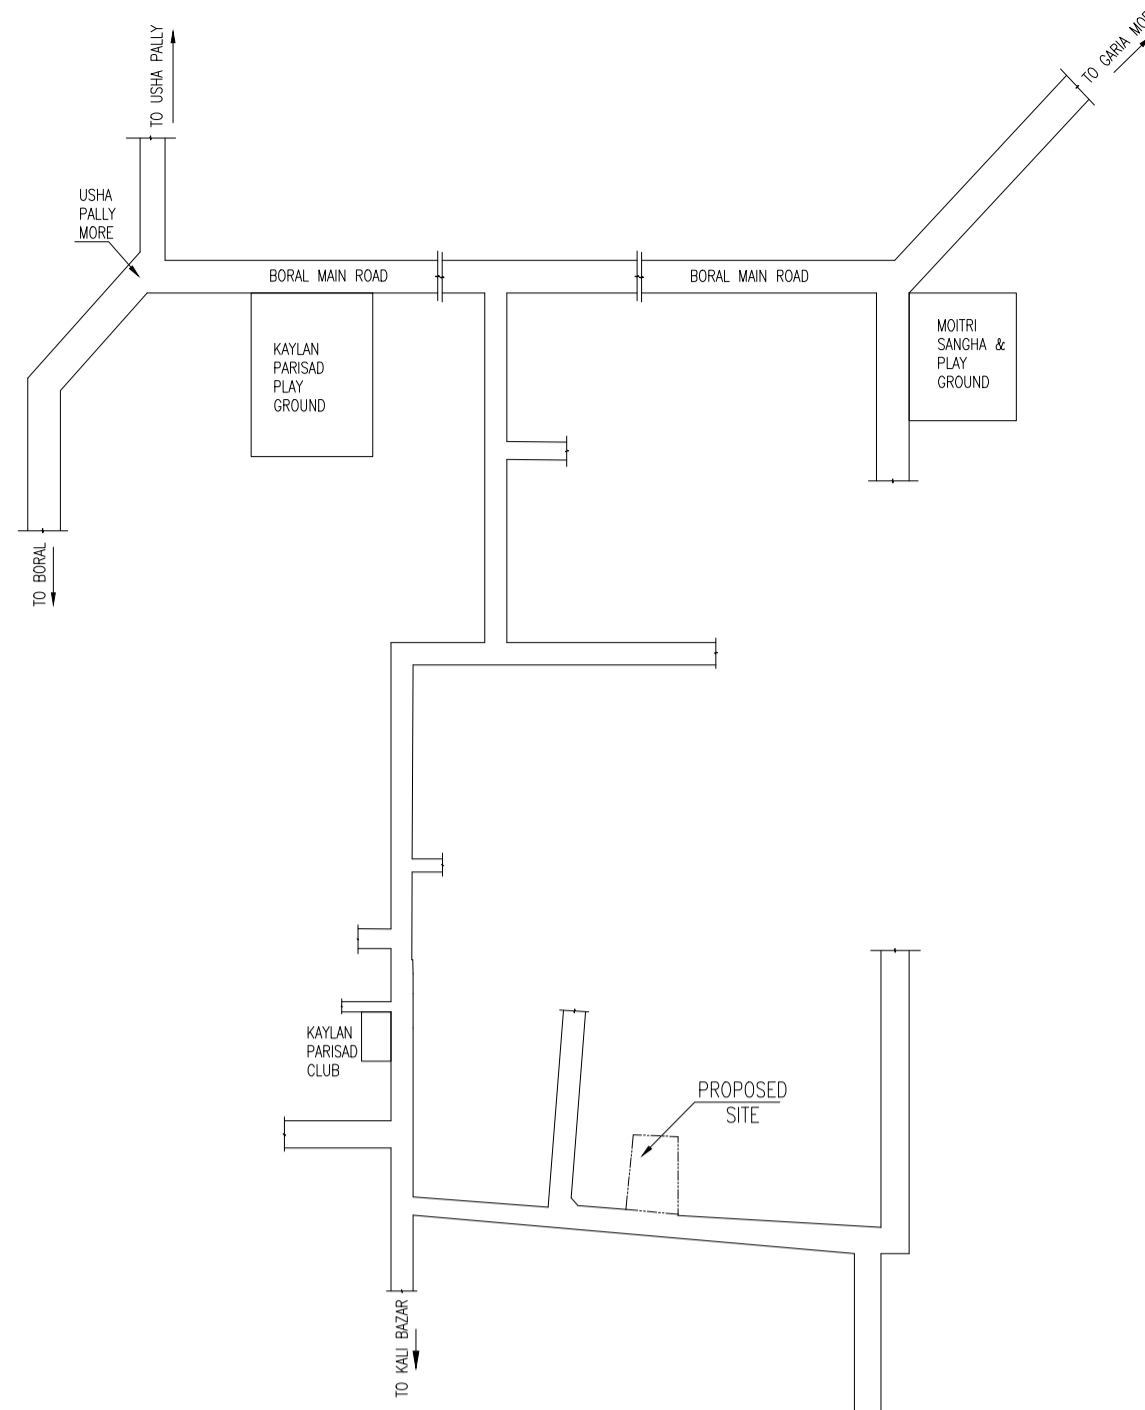 TO USHA PALLY
TO GARIA MOR
USHA
PALLY
MORE
BORAL MAIN ROAD
BORAL MAIN ROAD
KAYLAN
PARISAD
PLAY
GROUND
MOITRI
SANGHA &
PLAY
GROUND
TO BORAL
KAYLAN
PARISAD
CLUB
PROPOSED
SITE
TO KALI BAZAR